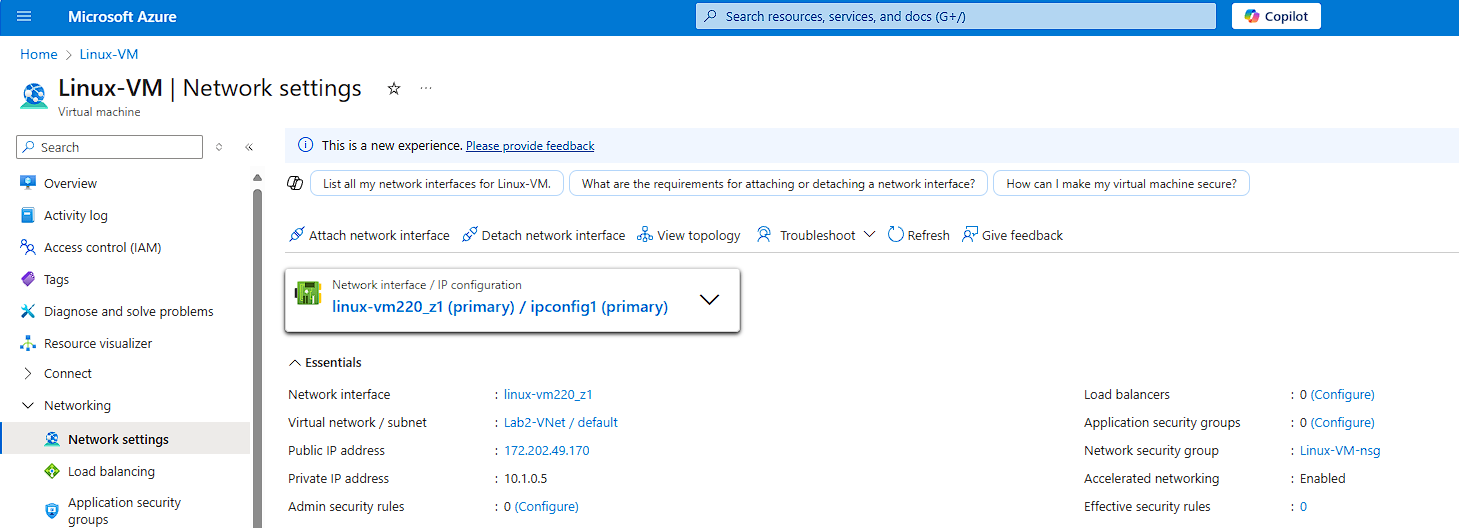 Microsoft Azure
Search resources, services, and docs (G+/)
Copilot
Home > Linux-VM
Linux-VM | Network settings
Virtual machine
Search
Overview
Activity log
Access control (IAM)
Tags
Diagnose and solve problems
Resource visualizer
Connect
Networking
Network settings
Load balancing
Application security
groups
This is a new experience. Please provide feedback
List all my network interfaces for Linux-VM. What are the requirements for attaching or detaching a network interface? How can I make my virtual machine secure?
Attach network interface Detach network interface View topology Troubleshoot Refresh Give feedback
Network interface / IP configuration
linux-vm220_z1 (primary) / ipconfig1 (primary)
Essentials
Network interface : linux-vm220_z1
Virtual network / subnet : Lab2-VNet / default
Public IP address : 172.202.49.170
Private IP address : 10.1.0.5
Admin security rules : 0 (Configure)
Load balancers : 0 (Configure)
Application security groups : 0 (Configure)
Network security group : Linux-VM-nsg
Accelerated networking : Enabled
Effective security rules : 0